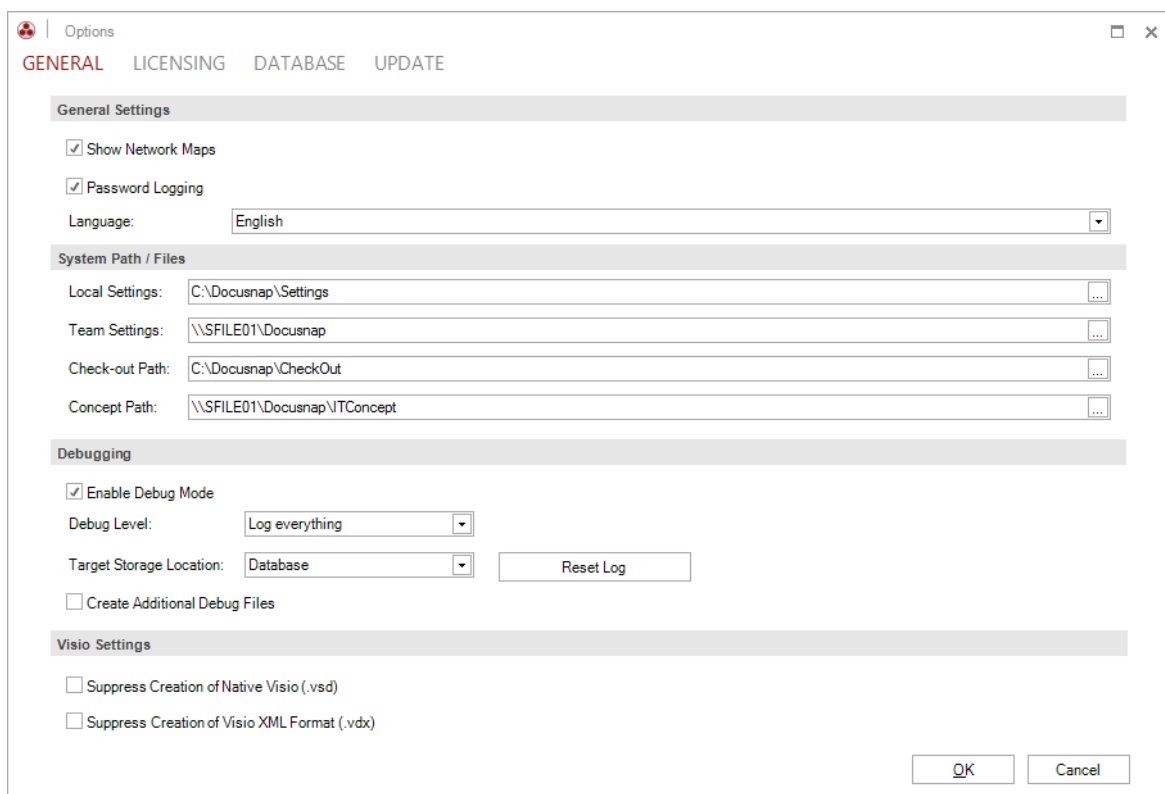 Options
GENERAL LICENSING DATABASE UPDATE
General Settings
Show Network Maps
Password Logging
Language: English
System Path / Files
Local Settings: C:\Docusnap\Settings ...
Team Settings: \\SFILE01\Docusnap ...
Check-out Path: C:\Docusnap\CheckOut ...
Concept Path: \\SFILE01\Docusnap\ITConcept ...
Debugging
Enable Debug Mode
Debug Level: Log everything
Target Storage Location: Database Reset Log
Create Additional Debug Files
Visio Settings
Suppress Creation of Native Visio (.vsd)
Suppress Creation of Visio XML Format (.vdx)
OK Cancel